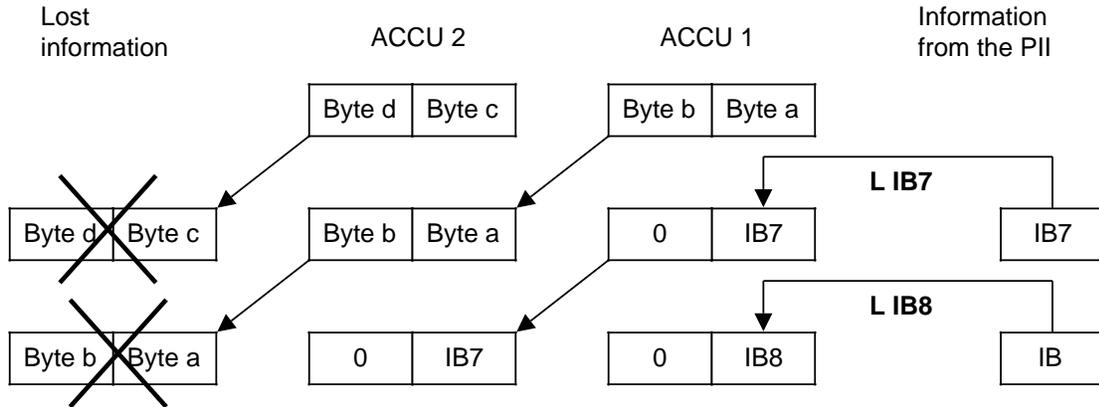 Lost
information
ACCU 2
ACCU 1
Information
from the PII
Byte d Byte c
Byte b Byte a
L IB7
Byte d Byte c
Byte b Byte a
0 IB7
IB7
L IB8
Byte b Byte a
0 IB7
0 IB8
IB